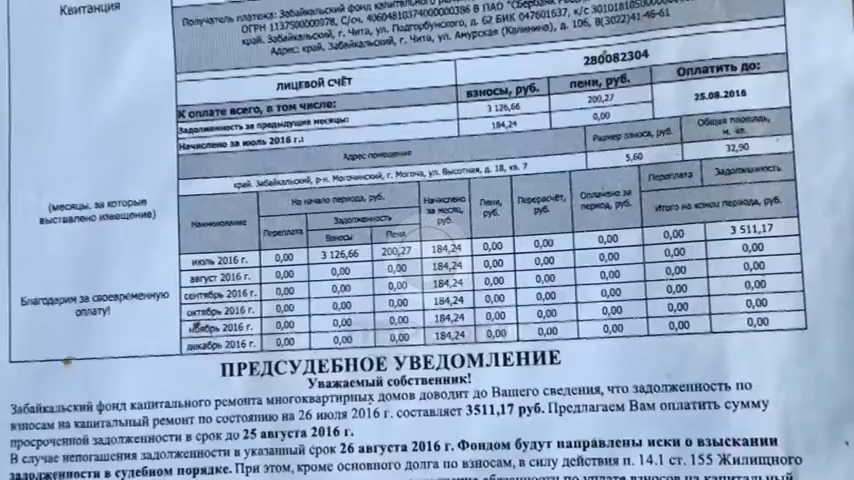 Квитанция
Получатель платежа: Забайкальский фонд капитального
ОГРН 1137500000978, С/сч. 40604810374000000386 в ПАО "Сбербанк
край. Забайкальский, г. Чита, ул. Подгорбунского, д. 62 БИК 047601637, к/с
Адрес: край, Забайкальский, г. Чита, ул. Амурская (Калинина), д. 106, 8(3022)41-46-61
ЛИЦЕВОЙ СЧЁТ 280082304
К оплате всего, в том числе: взносы, руб. пени, руб. Оплатить до:
Задолженность за предыдущие месяцы: 3 126,66 200,27 25.08.2016
Начислено за июль 2016 г.: 184,24 0,00
Адрес помещения Размер взноса, руб. Общая площадь, м. кв.
край. Забайкальский, р-н. Могочинский, г. Могоча, ул. Высотная, д. 18, кв. 7 5,60 32,90
(месяцы, за которые
выставлено извещение)
Наименование На начало периода, руб. Начислено за месяц, руб. Пени, руб. Перерасчёт, руб. Оплачено за период, руб. Переплата Задолженность
Переплата Задолженность Итого на конец периода, руб.
Взносы Пени
июль 2016 г. 0,00 3 126,66 200,27 184,24 0,00 0,00 0,00 0,00 3 511,17
август 2016 г. 0,00 0,00 0,00 184,24 0,00 0,00 0,00 0,00 0,00
сентябрь 2016 г. 0,00 0,00 0,00 184,24 0,00 0,00 0,00 0,00 0,00
октябрь 2016 г. 0,00 0,00 0,00 184,24 0,00 0,00 0,00 0,00 0,00
ноябрь 2016 г. 0,00 0,00 0,00 184,24 0,00 0,00 0,00 0,00 0,00
декабрь 2016 г. 0,00 0,00 0,00 184,24 0,00 0,00 0,00 0,00 0,00
Благодарим за своевременную
оплату!
ПРЕДСУДЕБНОЕ УВЕДОМЛЕНИЕ
Уважаемый собственник!
Забайкальский фонд капитального ремонта многоквартирных домов доводит до Вашего сведения, что задолженность по
взносам на капитальный ремонт по состоянию на 26 июля 2016 г. составляет 3511,17 руб. Предлагаем Вам оплатить сумму
просроченной задолженности в срок до 25 августа 2016 г.
В случае непогашения задолженности в указанный срок 26 августа 2016 г. Фондом будут направлены иски о взыскании
задолженности в судебном порядке. При этом, кроме основного долга по взносам, в силу действия п. 14.1 ст. 155 Жилищного